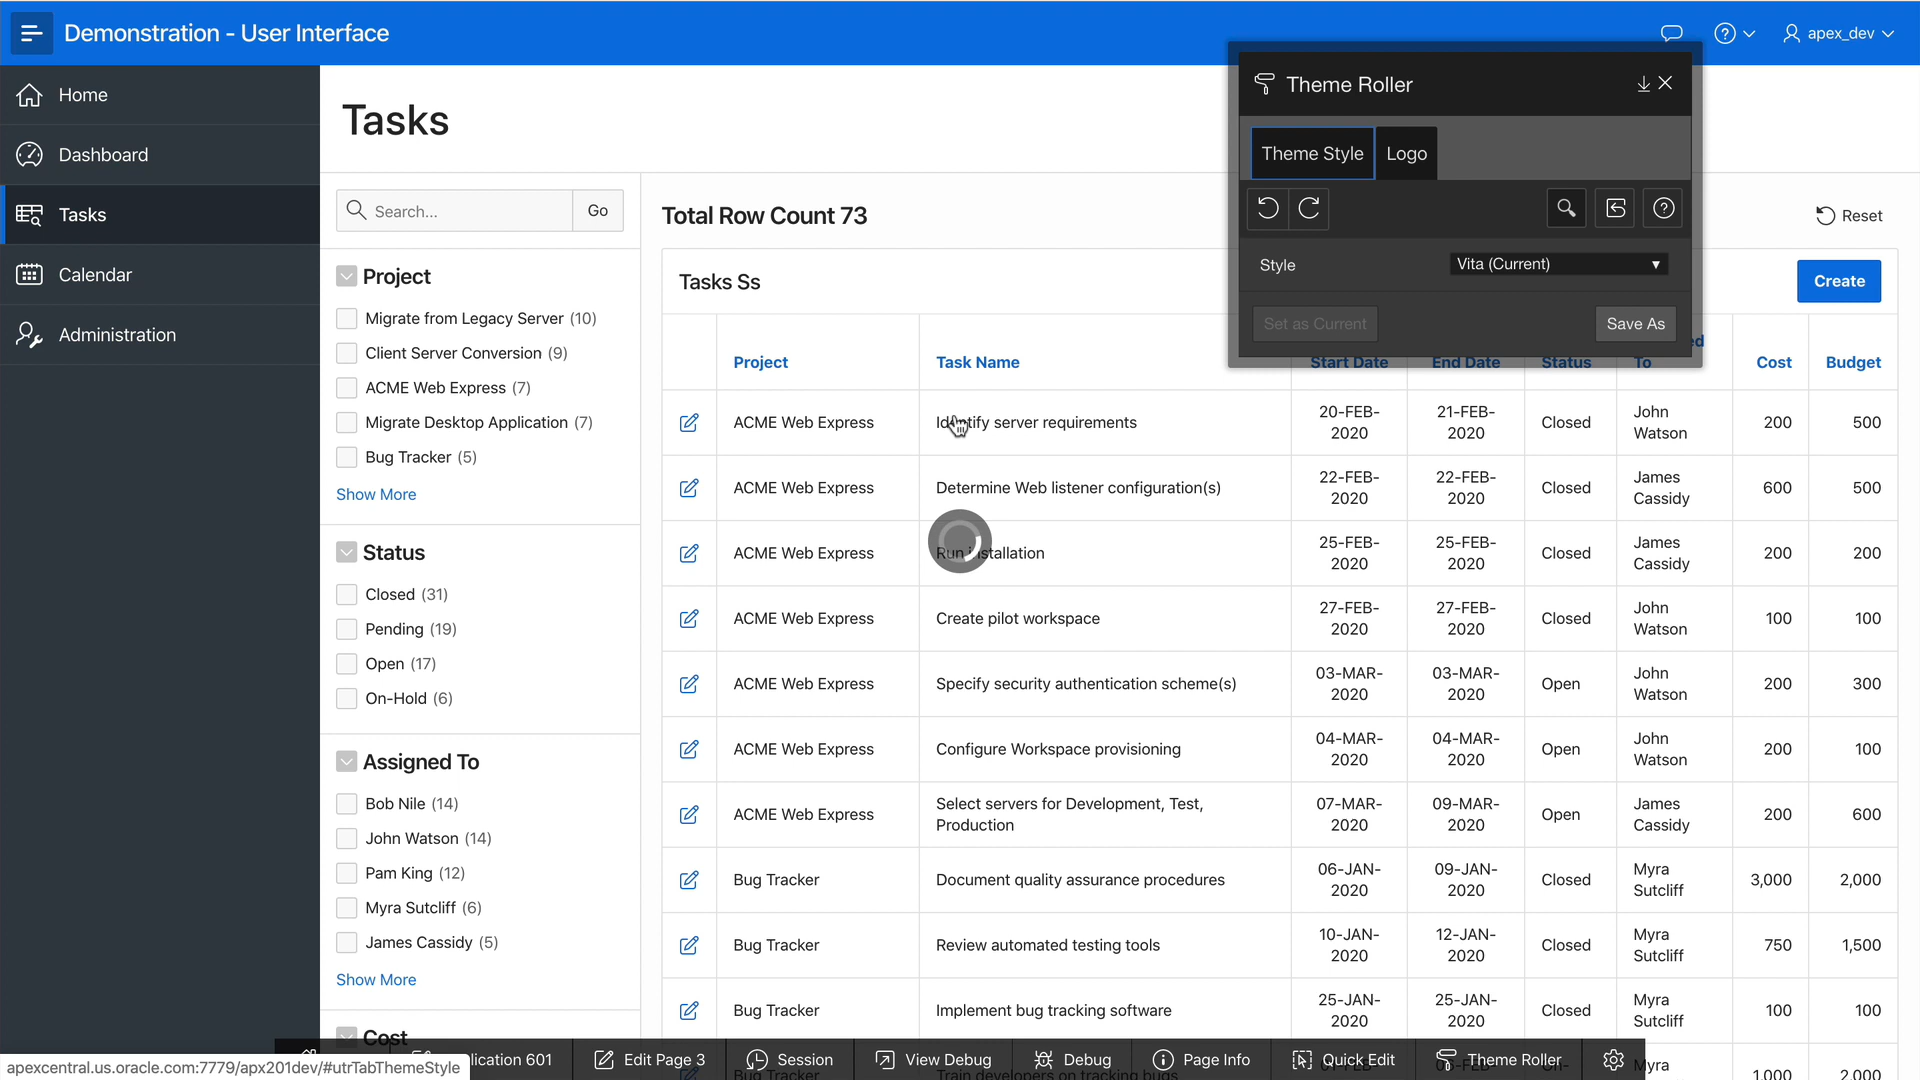 Demonstration - User Interface
apex_dev
Home
Dashboard
Tasks
Calendar
Administration
Tasks
Search...
Go
Project
Migrate from Legacy Server (10)
Client Server Conversion (9)
ACME Web Express (7)
Migrate Desktop Application (7)
Bug Tracker (5)
Show More
Status
Closed (31)
Pending (19)
Open (17)
On-Hold (6)
Assigned To
Bob Nile (14)
John Watson (14)
Pam King (12)
Myra Sutcliff (6)
James Cassidy (5)
Show More
Cost
Total Row Count 73
Reset
Tasks Ss
Create
Theme Roller
Theme Style
Logo
Style
Vita (Current)
Set as Current
Save As
Project Task Name Start Date End Date Status To Cost Budget
ACME Web Express Identify server requirements 20-FEB-2020 21-FEB-2020 Closed John Watson 200 500
ACME Web Express Determine Web listener configuration(s) 22-FEB-2020 22-FEB-2020 Closed James Cassidy 600 500
ACME Web Express Run installation 25-FEB-2020 25-FEB-2020 Closed James Cassidy 200 200
ACME Web Express Create pilot workspace 27-FEB-2020 27-FEB-2020 Closed John Watson 100 100
ACME Web Express Specify security authentication scheme(s) 03-MAR-2020 03-MAR-2020 Open John Watson 200 300
ACME Web Express Configure Workspace provisioning 04-MAR-2020 04-MAR-2020 Open John Watson 200 100
ACME Web Express Select servers for Development, Test, Production 07-MAR-2020 09-MAR-2020 Open James Cassidy 200 600
Bug Tracker Document quality assurance procedures 06-JAN-2020 09-JAN-2020 Closed Myra Sutcliff 3,000 2,000
Bug Tracker Review automated testing tools 10-JAN-2020 12-JAN-2020 Closed Myra Sutcliff 750 1,500
Bug Tracker Implement bug tracking software 25-JAN-2020 25-JAN-2020 Closed Myra Sutcliff 100 100
Bug Tracker Train developers on tracking bugs Myra 1,000 2,000
601
Edit Page 3
Session
View Debug
Debug
Page Info
Quick Edit
Theme Roller
apexcentral.us.oracle.com:7779/apx201dev/#utrTabThemeStyle